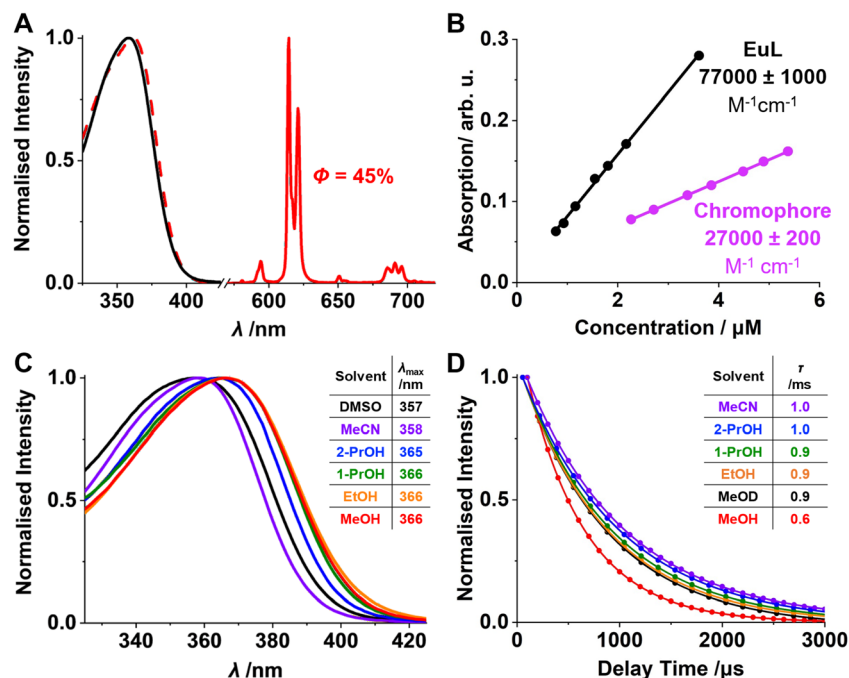 A
Normalised Intensity
1.0
0.5
0.0
350 400 600 650 700
λ /nm
Φ = 45%
B
Absorption/ arb. u.
0.3
0.2
0.1
0.0
0 2 4 6
Concentration / µM
EuL
77000 ± 1000
M⁻¹cm⁻¹
Chromophore
27000 ± 200
M⁻¹ cm⁻¹
C
Normalised Intensity
1.0
0.5
0.0
340 360 380 400 420
λ /nm
Solvent λmax /nm
DMSO 357
MeCN 358
2-PrOH 365
1-PrOH 366
EtOH 366
MeOH 366
D
Normalised Intensity
1.0
0.5
0.0
0 1000 2000 3000
Delay Time /µs
Solvent τ /ms
MeCN 1.0
2-PrOH 1.0
1-PrOH 0.9
EtOH 0.9
MeOD 0.9
MeOH 0.6